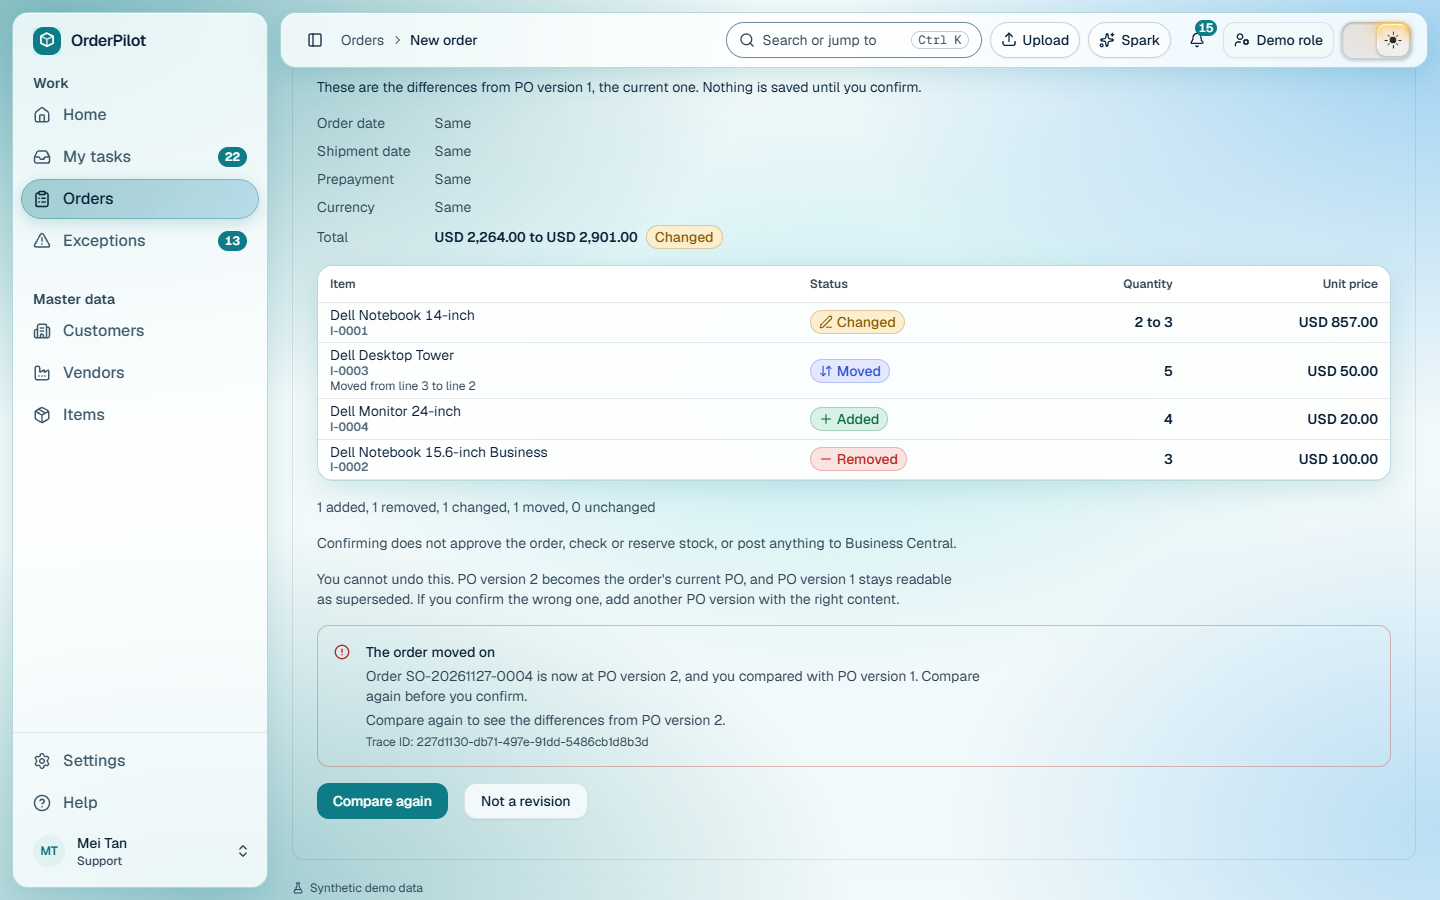 OrderPilot
Work
Home
My tasks
22
Orders
Exceptions
13
Master data
Customers
Vendors
Items
Settings
Help
MT
Mei Tan
Support
Orders > New order
Search or jump to
Ctrl K
Upload
Spark
15
Demo role
These are the differences from PO version 1, the current one. Nothing is saved until you confirm.
Order date Same
Shipment date Same
Prepayment Same
Currency Same
Total USD 2,264.00 to USD 2,901.00 Changed
Item Status Quantity Unit price
Dell Notebook 14-inch
I-0001
Changed 2 to 3 USD 857.00
Dell Desktop Tower
I-0003
Moved from line 3 to line 2
Moved 5 USD 50.00
Dell Monitor 24-inch
I-0004
Added 4 USD 20.00
Dell Notebook 15.6-inch Business
I-0002
Removed 3 USD 100.00
1 added, 1 removed, 1 changed, 1 moved, 0 unchanged
Confirming does not approve the order, check or reserve stock, or post anything to Business Central.
You cannot undo this. PO version 2 becomes the order's current PO, and PO version 1 stays readable
as superseded. If you confirm the wrong one, add another PO version with the right content.
The order moved on
Order SO-20261127-0004 is now at PO version 2, and you compared with PO version 1. Compare
again before you confirm.
Compare again to see the differences from PO version 2.
Trace ID: 227d1130-db71-497e-91dd-5486cb1d8b3d
Compare again
Not a revision
Synthetic demo data